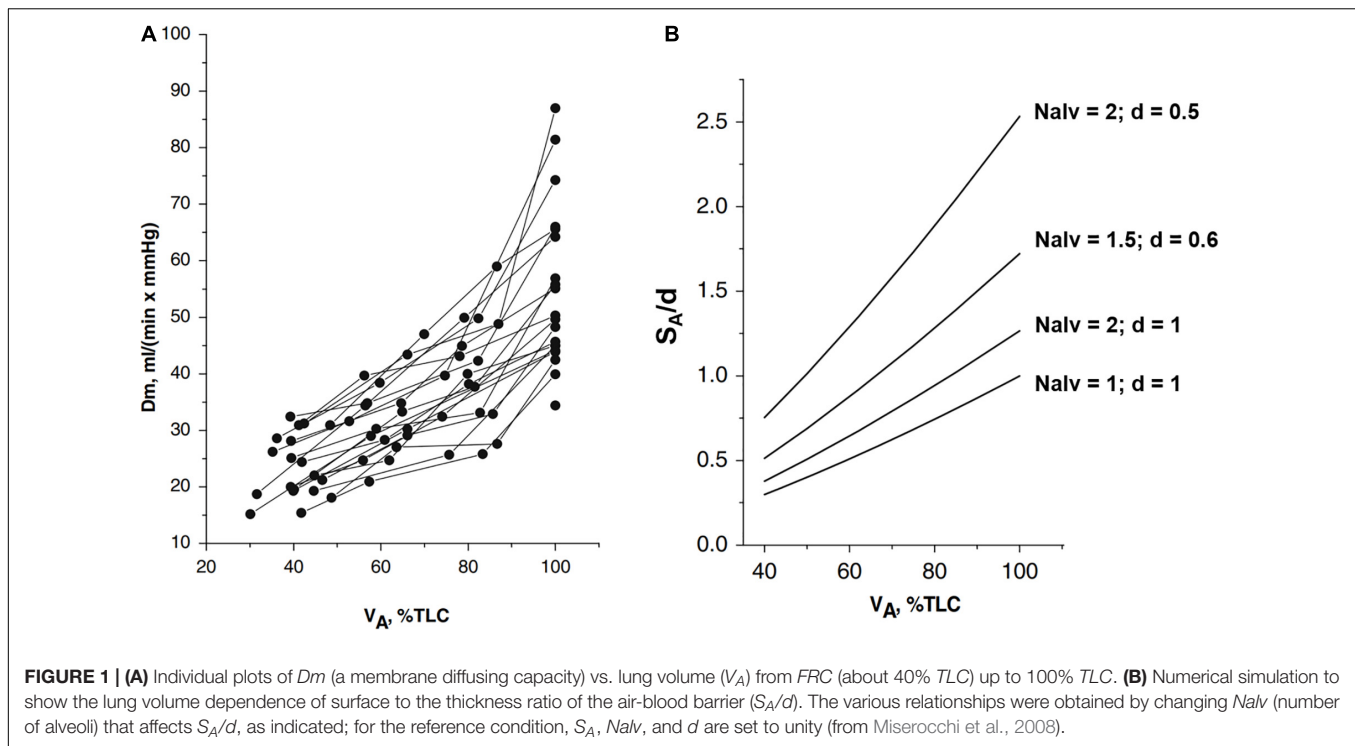 A
100
90
80
70
60
50
40
30
20
10
Dm, ml/(min x mmHg)
20 40 60 80 100
VA, %TLC
B
2.5
2.0
1.5
1.0
0.5
0.0
SA/d
Nalv = 2; d = 0.5
Nalv = 1.5; d = 0.6
Nalv = 2; d = 1
Nalv = 1; d = 1
40 60 80 100
VA, %TLC
FIGURE 1 | (A) Individual plots of Dm (a membrane diffusing capacity) vs. lung volume (VA) from FRC (about 40% TLC) up to 100% TLC. (B) Numerical simulation to
show the lung volume dependence of surface to the thickness ratio of the air-blood barrier (SA/d). The various relationships were obtained by changing Nalv (number
of alveoli) that affects SA/d, as indicated; for the reference condition, SA, Nalv, and d are set to unity (from Miserocchi et al., 2008).